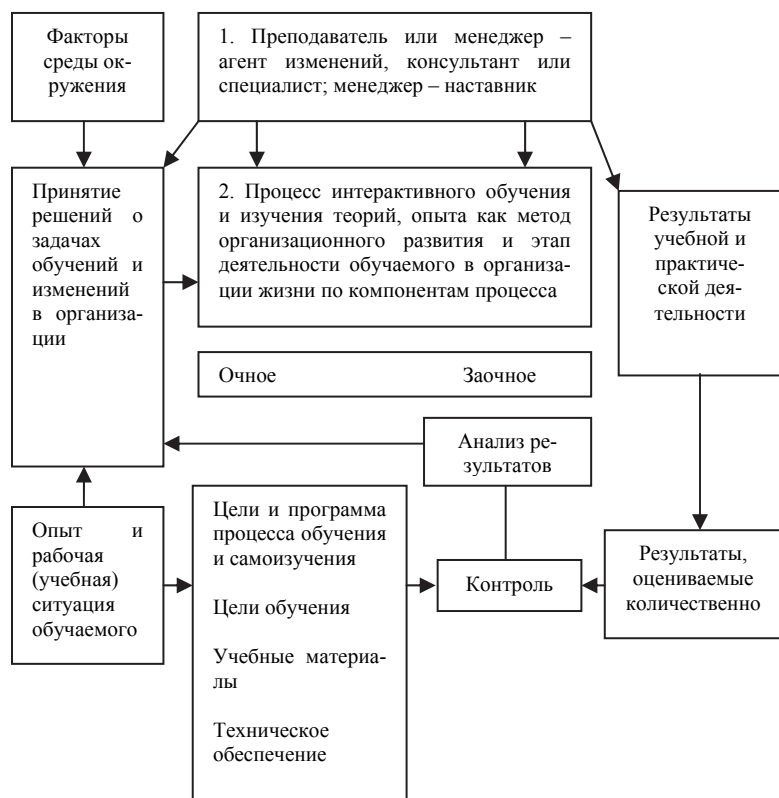 Факторы
среды ок-
ружения
1. Преподаватель или менеджер –
агент изменений, консультант или
специалист; менеджер – наставник
Принятие
решений о
задачах
обучений и
изменений
в организа-
ции
2. Процесс интерактивного обучения
и изучения теорий, опыта как метод
организационного развития и этап
деятельности обучаемого в организа-
ции жизни по компонентам процесса
Результаты
учебной и
практиче-
ской дея-
тельности
Очное Заочное
Анализ ре-
зультатов
Опыт и
рабочая
(учебная)
ситуация
обучаемого
Цели и программа
процесса обучения
и самоизучения
Цели обучения
Учебные материа-
лы
Техническое
обеспечение
Контроль
Результаты,
оцениваемые
количественно